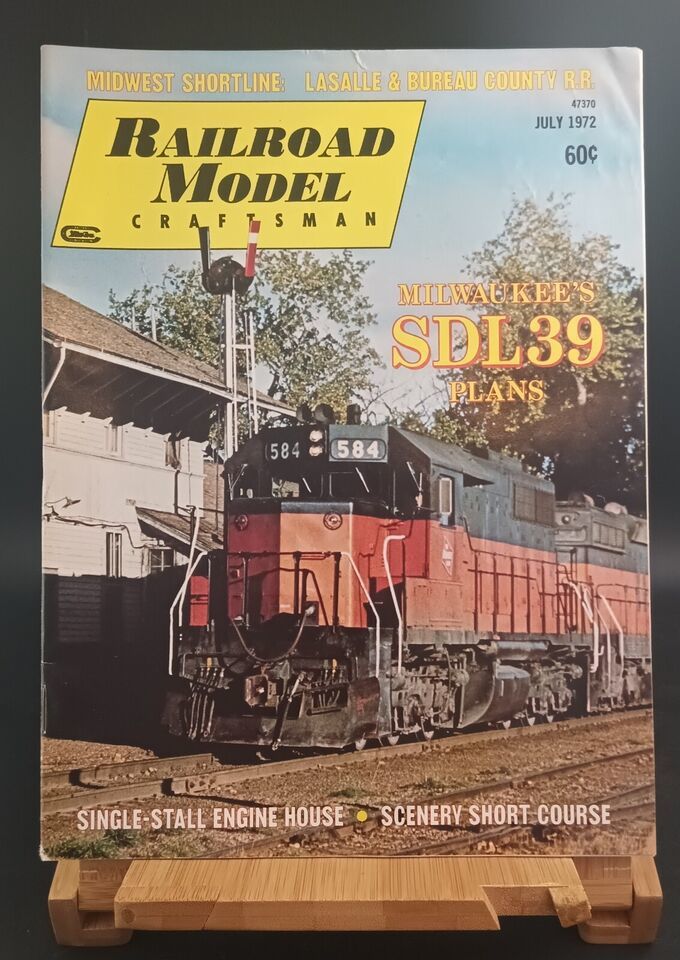 MIDWEST SHORTLINE: LASALLE & BUREAU COUNTY R.R.
47370
JULY 1972
60¢
RAILROAD
MODEL
CRAFTSMAN
MILWAUKEE'S
SDL39
PLANS
584 584
SINGLE-STALL ENGINE HOUSE • SCENERY SHORT COURSE